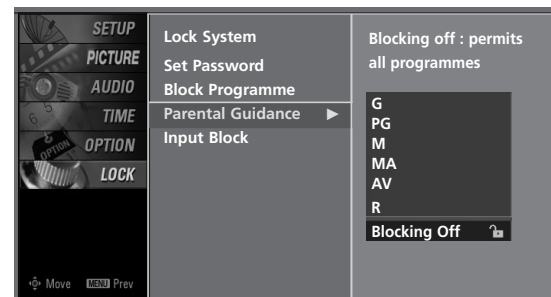 SETUP
PICTURE
AUDIO
TIME
OPTION
LOCK
Move MENU Prev
Lock System
Set Password
Block Programme
Parental Guidance ►
Input Block
Blocking off : permits
all programmes
G
PG
M
MA
AV
R
Blocking Off